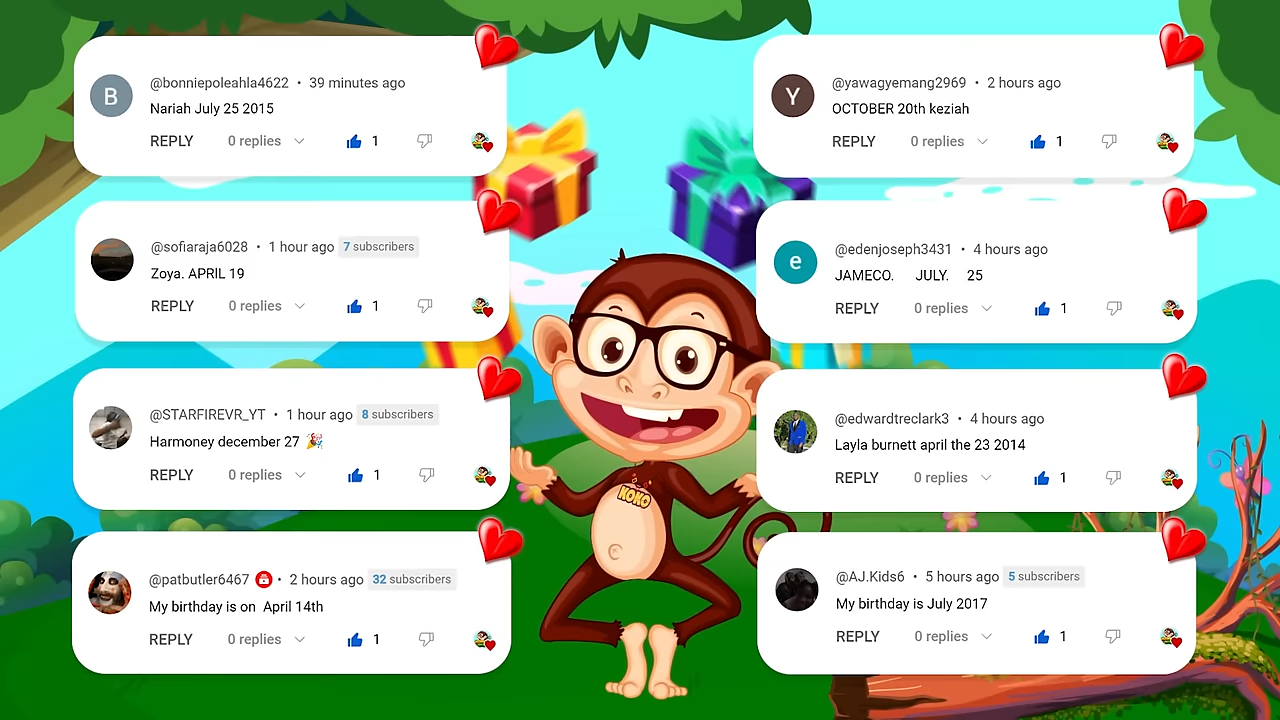 @bonniepoleahla4622 • 39 minutes ago
Nariah July 25 2015
REPLY 0 replies 1
@sofiaraja6028 • 1 hour ago 7 subscribers
Zoya. APRIL 19
REPLY 0 replies 1
@STARFIREVR_YT • 1 hour ago 8 subscribers
Harmoney december 27 🎉
REPLY 0 replies 1
@patbutler6467 • 2 hours ago 32 subscribers
My birthday is on April 14th
REPLY 0 replies 1
KOKO
@yawagyemang2969 • 2 hours ago
OCTOBER 20th keziah
REPLY 0 replies 1
@edenjoseph3431 • 4 hours ago
JAMECO. JULY. 25
REPLY 0 replies 1
@edwardtreclark3 • 4 hours ago
Layla burnett april the 23 2014
REPLY 0 replies 1
@AJ.Kids6 • 5 hours ago 5 subscribers
My birthday is July 2017
REPLY 0 replies 1
B
Y
e